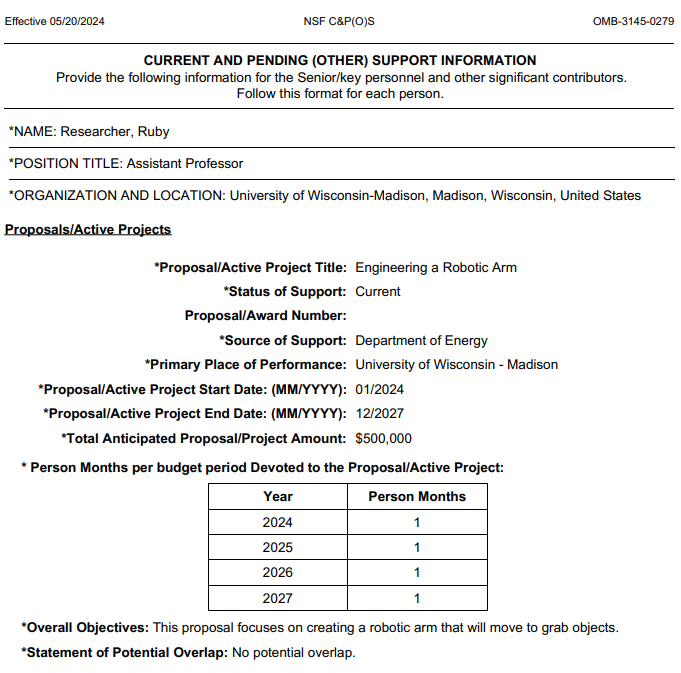 Effective 05/20/2024 NSF C&P(O)S OMB-3145-0279
CURRENT AND PENDING (OTHER) SUPPORT INFORMATION
Provide the following information for the Senior/key personnel and other significant contributors.
Follow this format for each person.
*NAME: Researcher, Ruby
*POSITION TITLE: Assistant Professor
*ORGANIZATION AND LOCATION: University of Wisconsin-Madison, Madison, Wisconsin, United States
Proposals/Active Projects
*Proposal/Active Project Title: Engineering a Robotic Arm
*Status of Support: Current
Proposal/Award Number:
*Source of Support: Department of Energy
*Primary Place of Performance: University of Wisconsin - Madison
*Proposal/Active Project Start Date: (MM/YYYY): 01/2024
*Proposal/Active Project End Date: (MM/YYYY): 12/2027
*Total Anticipated Proposal/Project Amount: $500,000
* Person Months per budget period Devoted to the Proposal/Active Project:
Year Person Months
2024 1
2025 1
2026 1
2027 1
*Overall Objectives: This proposal focuses on creating a robotic arm that will move to grab objects.
*Statement of Potential Overlap: No potential overlap.